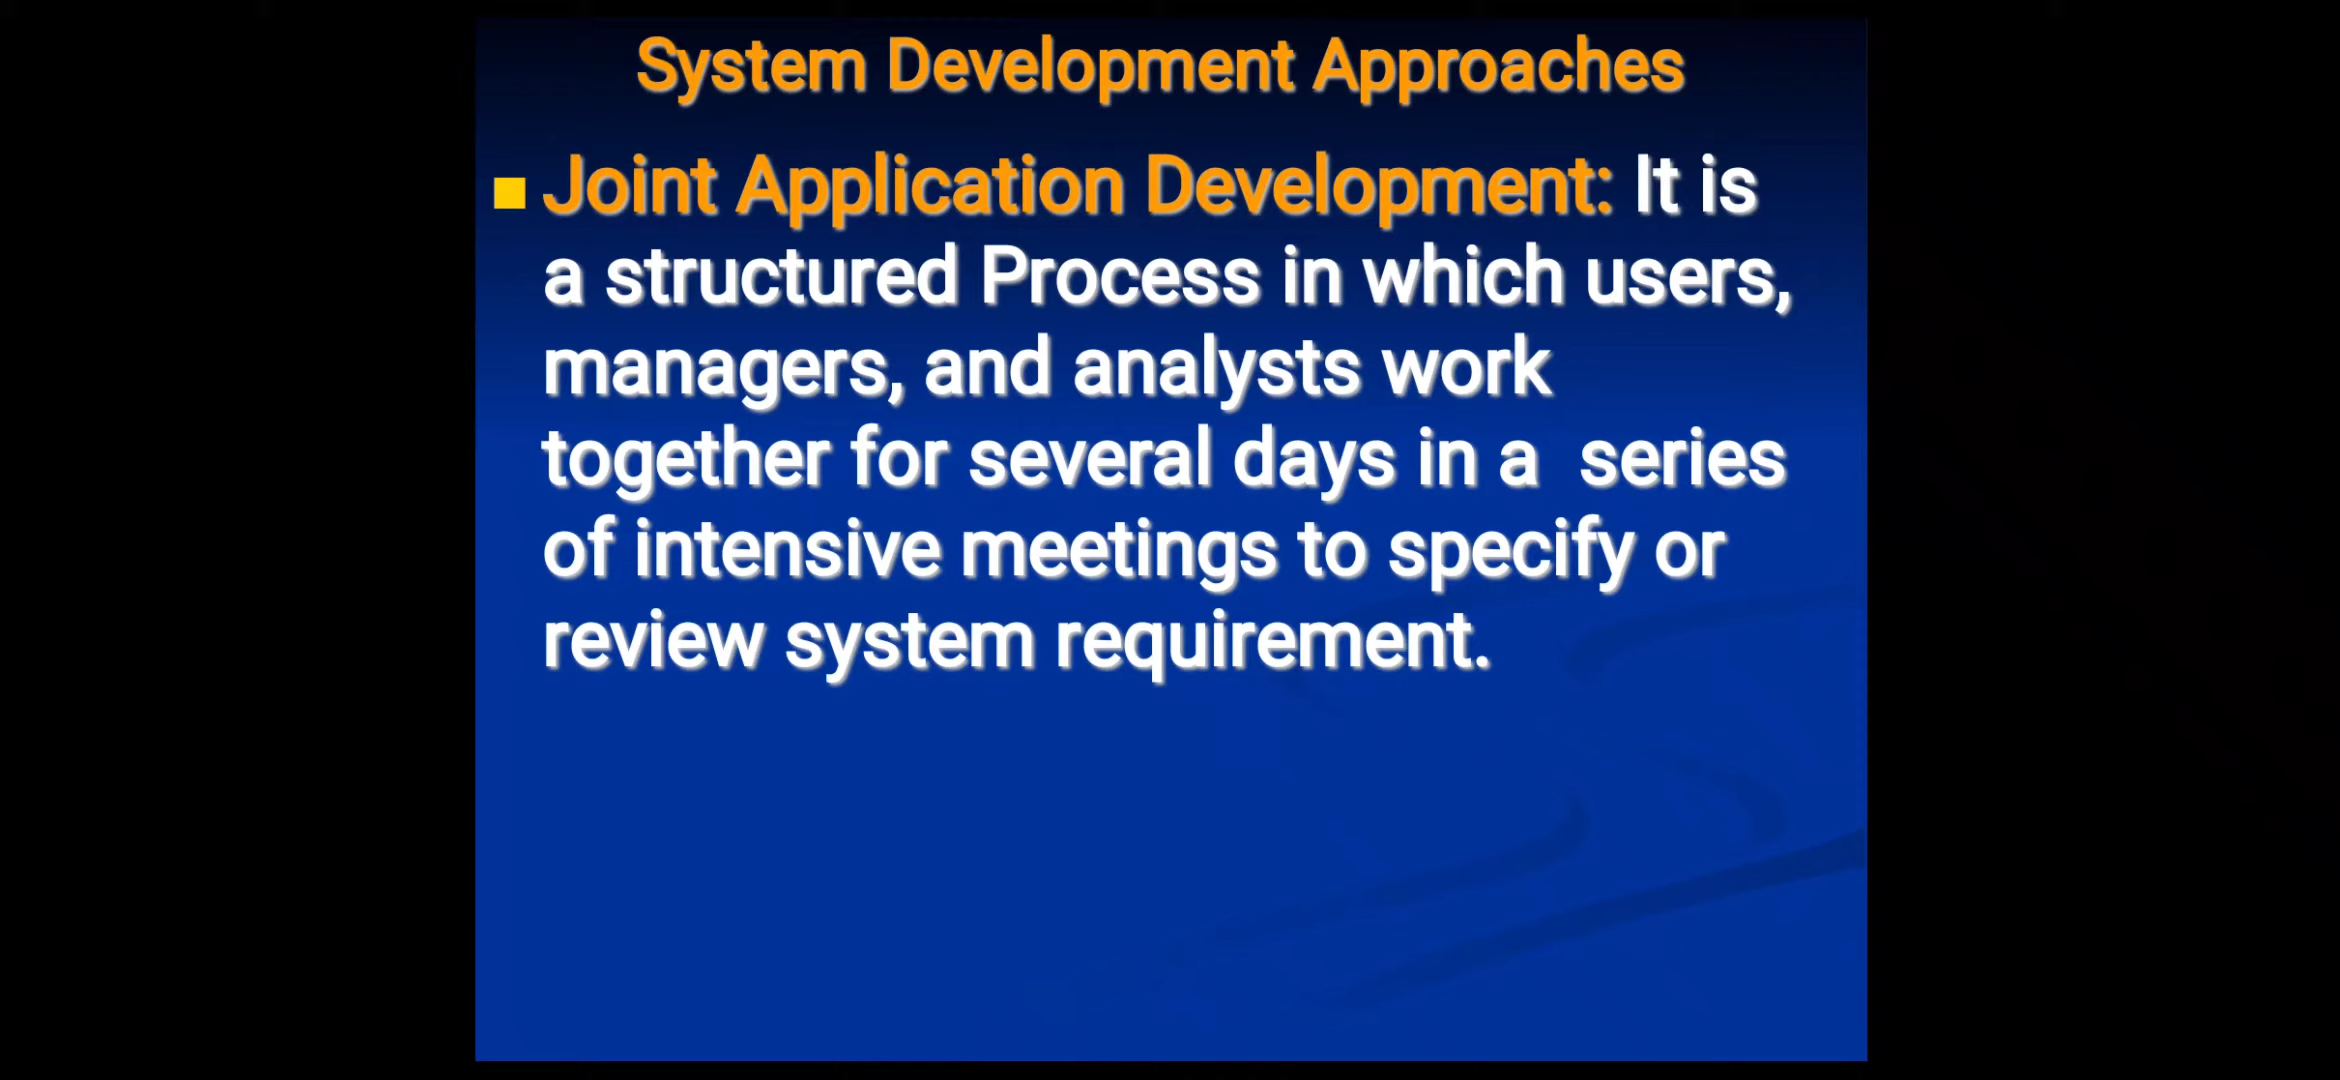 System Development Approaches
Joint Application Development: It is
a structured Process in which users,
managers, and analysts work
together for several days in a  series
of intensive meetings to specify or
review system requirement.